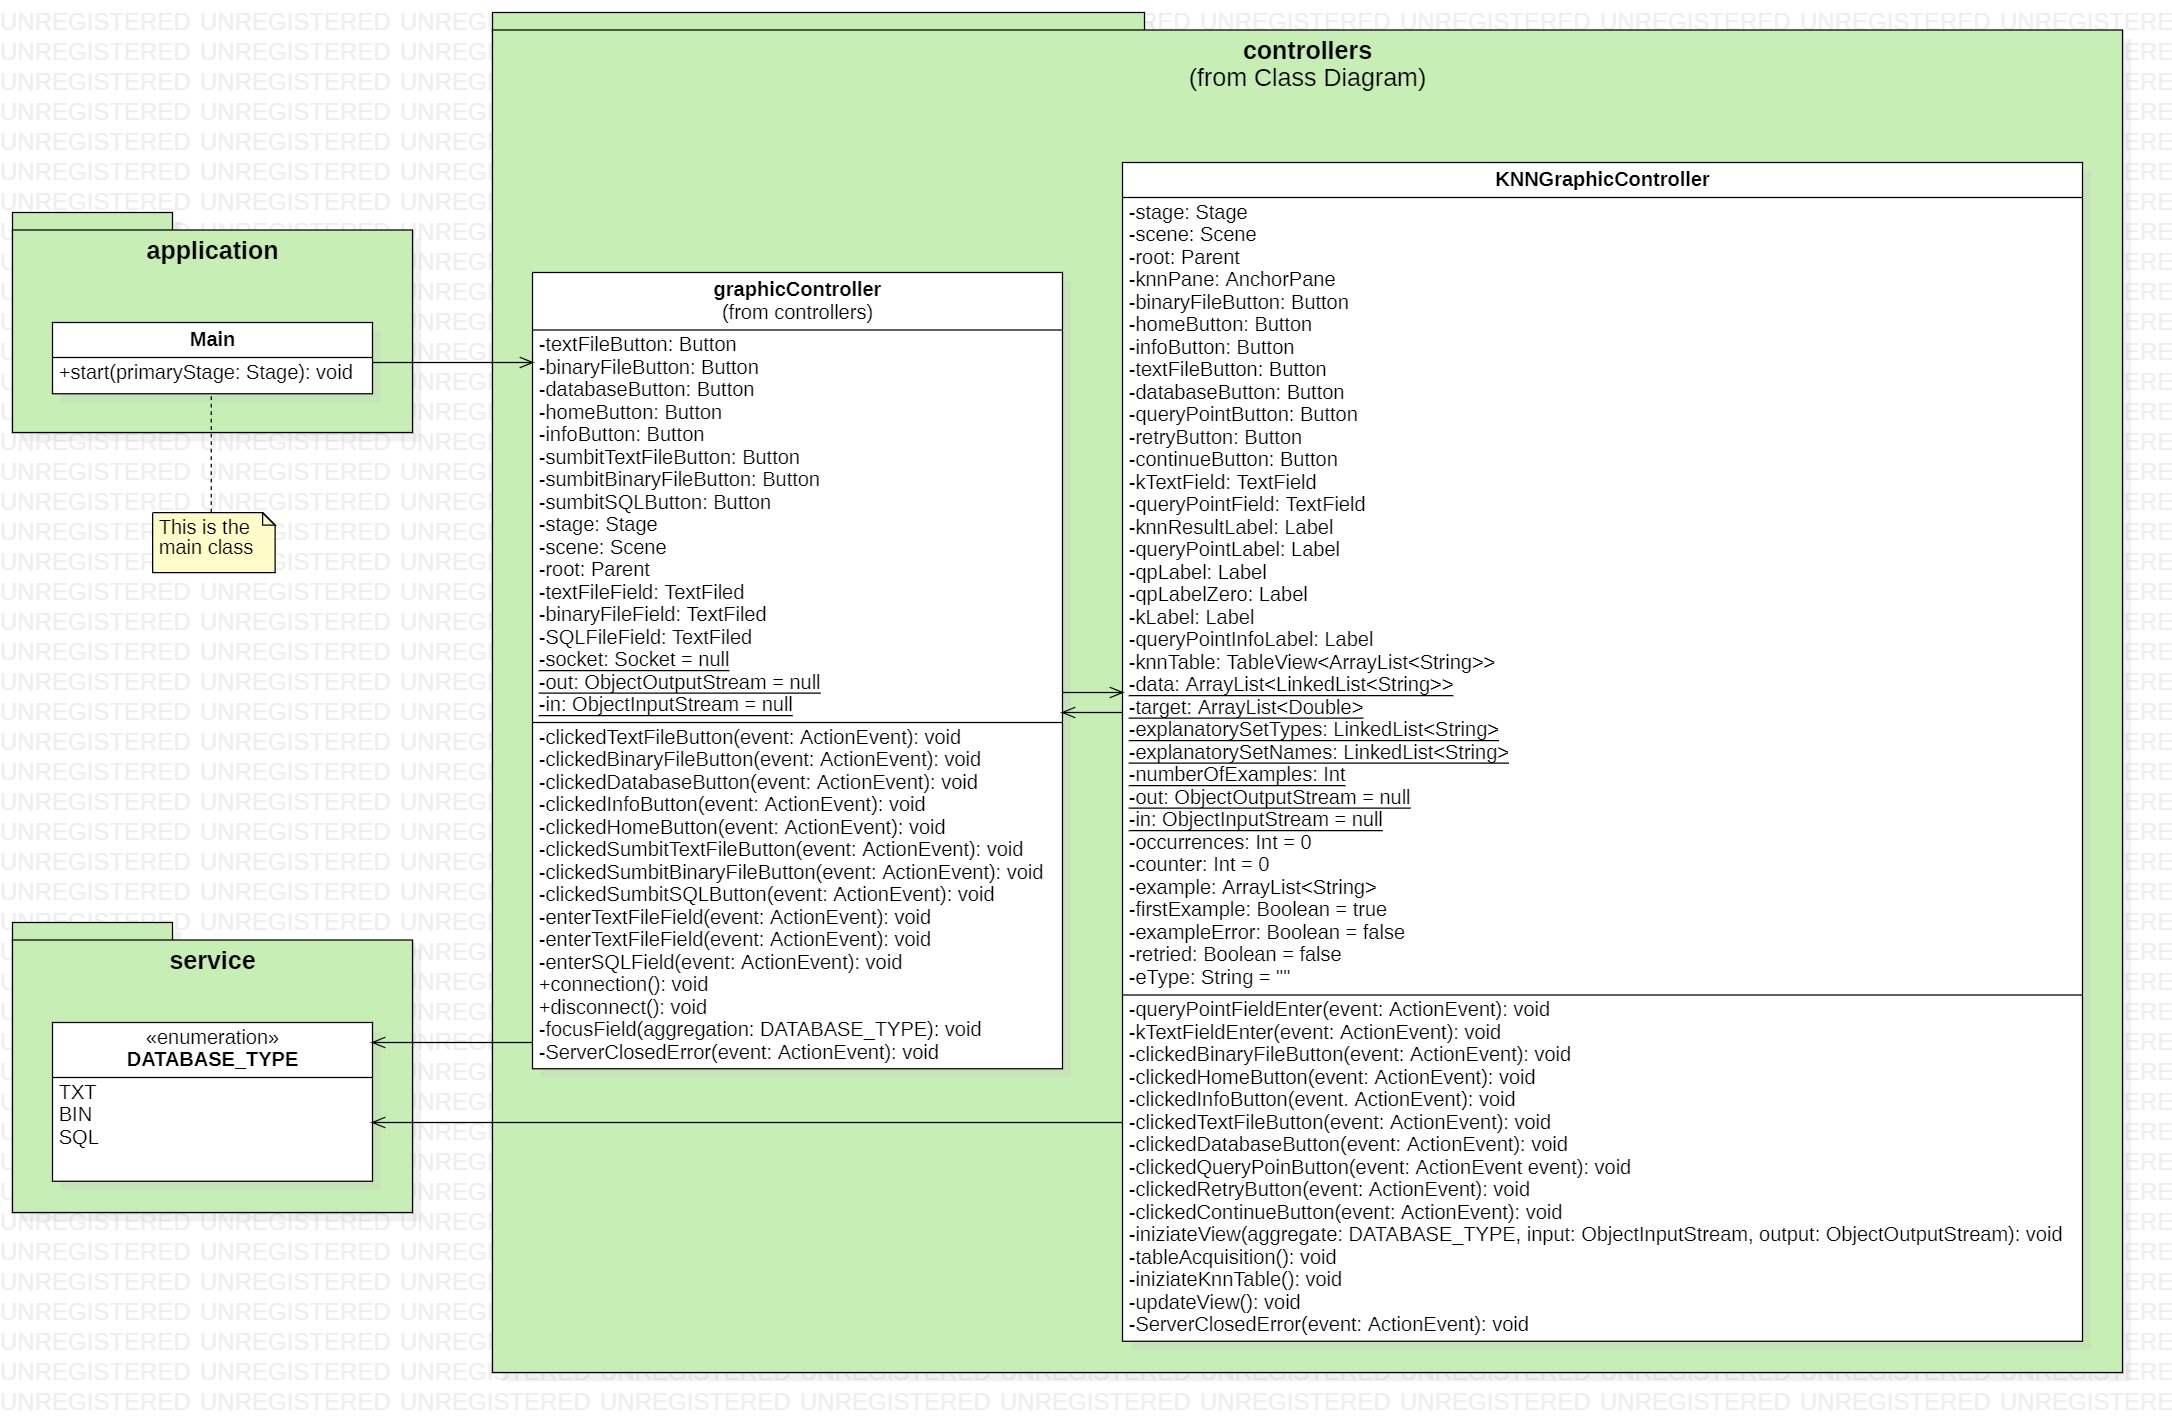 controllers
(from Class Diagram)
application
Main
+start(primaryStage: Stage): void
This is the
main class
service
«enumeration»
DATABASE_TYPE
TXT
BIN
SQL
graphicController
(from controllers)
-textFileButton: Button
-binaryFileButton: Button
-databaseButton: Button
-homeButton: Button
-infoButton: Button
-sumbitTextFileButton: Button
-sumbitBinaryFileButton: Button
-sumbitSQLButton: Button
-stage: Stage
-scene: Scene
-root: Parent
-textFileField: TextFiled
-binaryFileField: TextFiled
-SQLFileField: TextFiled
-socket: Socket = null
-out: ObjectOutputStream = null
-in: ObjectInputStream = null
-clickedTextFileButton(event: ActionEvent): void
-clickedBinaryFileButton(event: ActionEvent): void
-clickedDatabaseButton(event: ActionEvent): void
-clickedInfoButton(event: ActionEvent): void
-clickedHomeButton(event: ActionEvent): void
-clickedSumbitTextFileButton(event: ActionEvent): void
-clickedSumbitBinaryFileButton(event: ActionEvent): void
-clickedSumbitSQLButton(event: ActionEvent): void
-enterTextFileField(event: ActionEvent): void
-enterTextFileField(event: ActionEvent): void
-enterSQLField(event: ActionEvent): void
+connection(): void
+disconnect(): void
-focusField(aggregation: DATABASE_TYPE): void
-ServerClosedError(event: ActionEvent): void
KNNGraphicController
-stage: Stage
-scene: Scene
-root: Parent
-knnPane: AnchorPane
-binaryFileButton: Button
-homeButton: Button
-infoButton: Button
-textFileButton: Button
-databaseButton: Button
-queryPointButton: Button
-retryButton: Button
-continueButton: Button
-kTextField: TextField
-queryPointField: TextField
-knnResultLabel: Label
-queryPointLabel: Label
-qpLabel: Label
-qpLabelZero: Label
-kLabel: Label
-queryPointInfoLabel: Label
-knnTable: TableView<ArrayList<String>>
-data: ArrayList<LinkedList<String>>
-target: ArrayList<Double>
-explanatorySetTypes: LinkedList<String>
-explanatorySetNames: LinkedList<String>
-numberOfExamples: Int
-out: ObjectOutputStream = null
-in: ObjectInputStream = null
-occurrences: Int = 0
-counter: Int = 0
-example: ArrayList<String>
-firstExample: Boolean = true
-exampleError: Boolean = false
-retried: Boolean = false
-eType: String = ""
-queryPointFieldEnter(event: ActionEvent): void
-kTextFieldEnter(event: ActionEvent): void
-clickedBinaryFileButton(event: ActionEvent): void
-clickedHomeButton(event: ActionEvent): void
-clickedInfoButton(event. ActionEvent): void
-clickedTextFileButton(event: ActionEvent): void
-clickedDatabaseButton(event: ActionEvent): void
-clickedQueryPoinButton(event: ActionEvent event): void
-clickedRetryButton(event: ActionEvent): void
-clickedContinueButton(event: ActionEvent): void
-iniziateView(aggregate: DATABASE_TYPE, input: ObjectInputStream, output: ObjectOutputStream): void
-tableAcquisition(): void
-iniziateKnnTable(): void
-updateView(): void
-ServerClosedError(event: ActionEvent): void